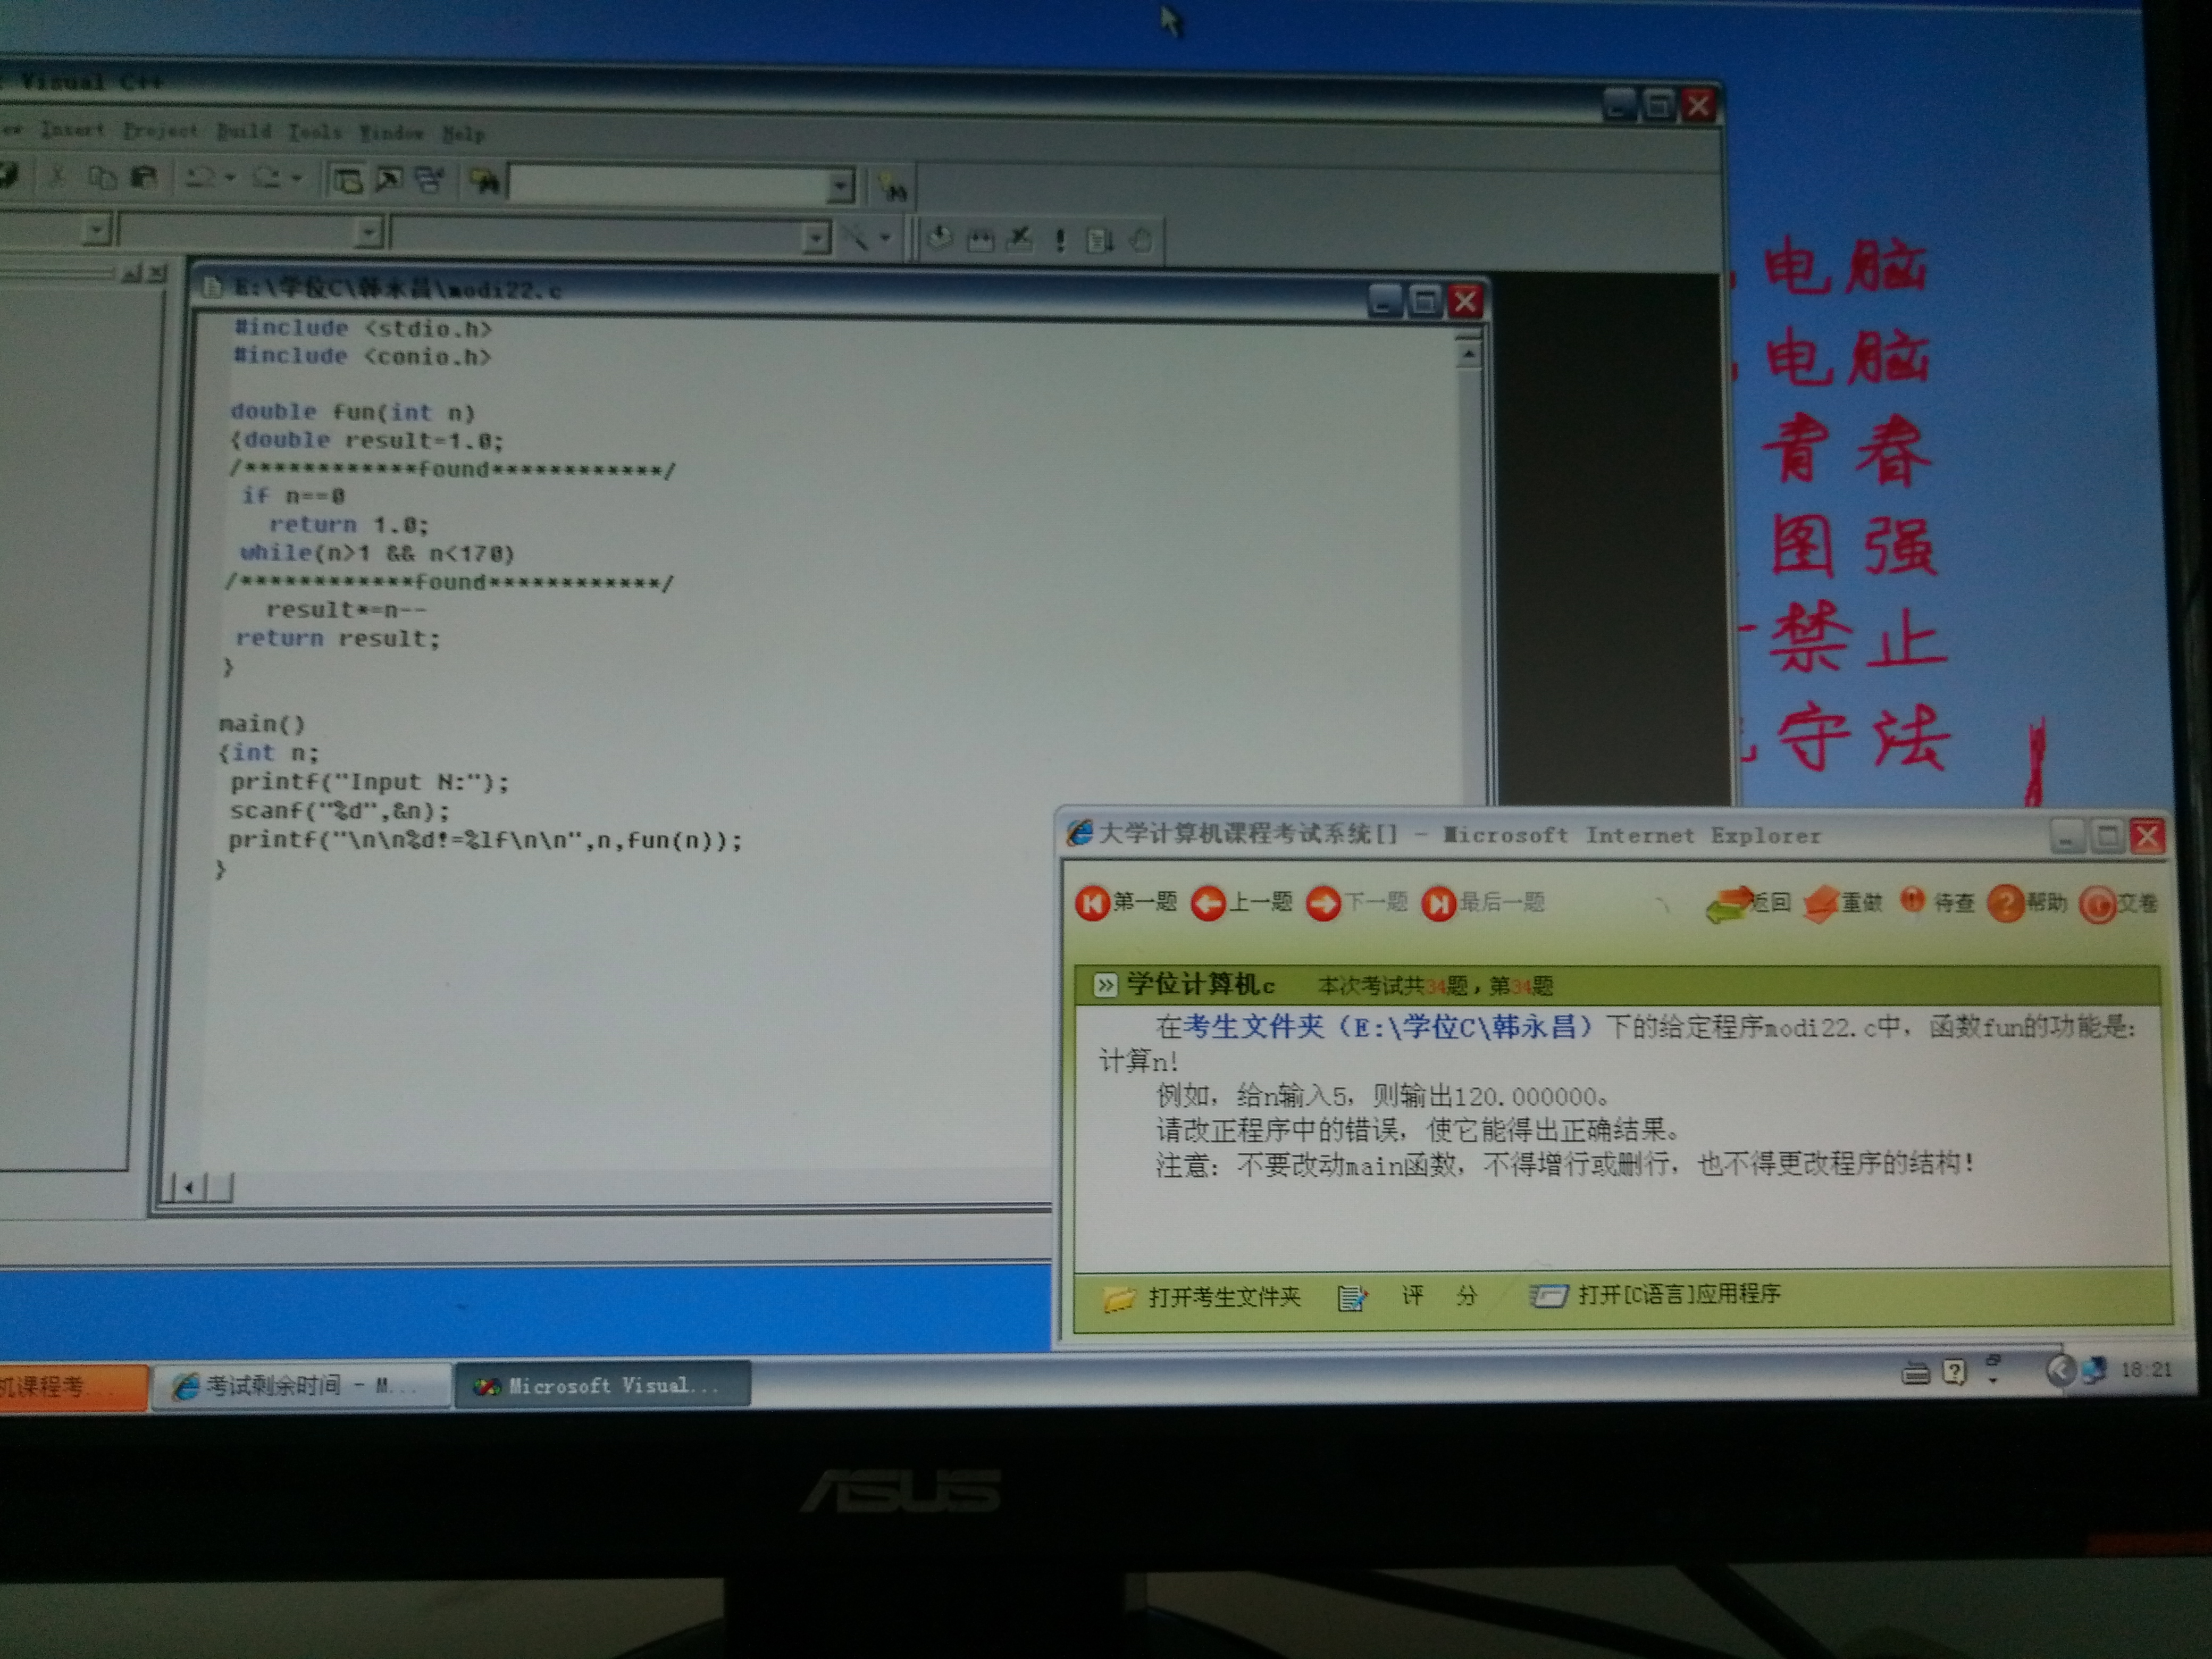 Visual C++
ew Insert Project Build Tools Window Help
E:\学位C\韩永昌\modi22.c
#include <stdio.h>
#include <conio.h>
double fun(int n)
{double result=1.0;
/************found************/
if n==0
return 1.0;
while(n>1 && n<170)
/************found************/
result*=n--
return result;
}
main()
{int n;
printf("Input N:");
scanf("%d",&n);
printf("\n\n%d!=%lf\n\n",n,fun(n));
}
电脑
电脑
青春
图强
禁止
守法
大学计算机课程考试系统[] - Microsoft Internet Explorer
第一题 上一题 下一题 最后一题 返回 重做 待查 帮助 交卷
学位计算机c 本次考试共34题，第34题
在考生文件夹（E:\学位C\韩永昌）下的给定程序modi22.c中，函数fun的功能是：
计算n!
例如，给n输入5，则输出120.000000。
请改正程序中的错误，使它能得出正确结果。
注意：不要改动main函数，不得增行或删行，也不得更改程序的结构！
打开考生文件夹 评 分 打开[C语言]应用程序
机课程考... 考试剩余时间 - M... Microsoft Visual... 18:21
ASUS